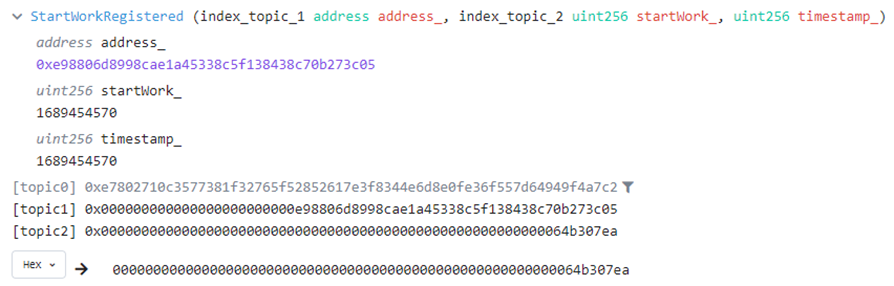 StartWorkRegistered (index_topic_1 address address_, index_topic_2 uint256 startWork_, uint256 timestamp_)
address address_
0xe98806d8998cae1a45338c5f138438c70b273c05
uint256 startWork_
1689454570
uint256 timestamp_
1689454570
[topic0] 0xe7802710c3577381f32765f52852617e3f8344e6d8e0fe36f557d64949f4a7c2
[topic1] 0x000000000000000000000000e98806d8998cae1a45338c5f138438c70b273c05
[topic2] 0x0000000000000000000000000000000000000000000000000000000064b307ea
Hex 0000000000000000000000000000000000000000000000000000000064b307ea